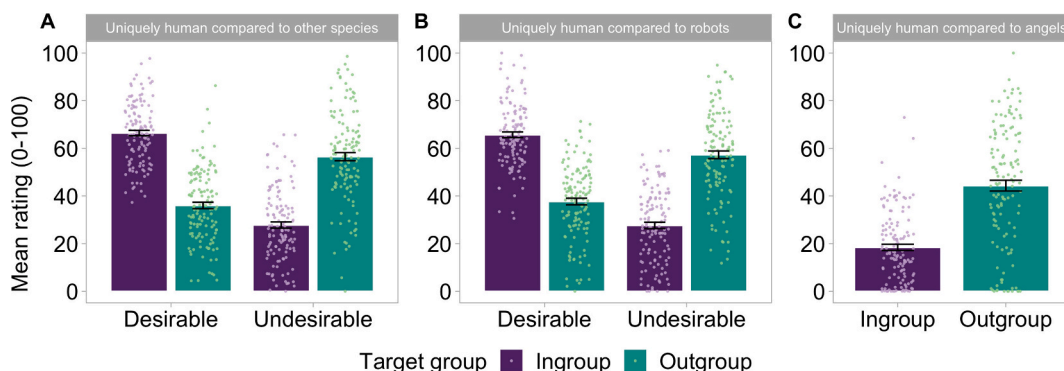 A
Uniquely human compared to other species
B
Uniquely human compared to robots
C
Uniquely human compared to angels
Mean rating (0-100)
100
80
60
40
20
0
Desirable
Undesirable
100
80
60
40
20
0
Desirable
Undesirable
100
80
60
40
20
0
Ingroup
Outgroup
Target group
Ingroup
Outgroup